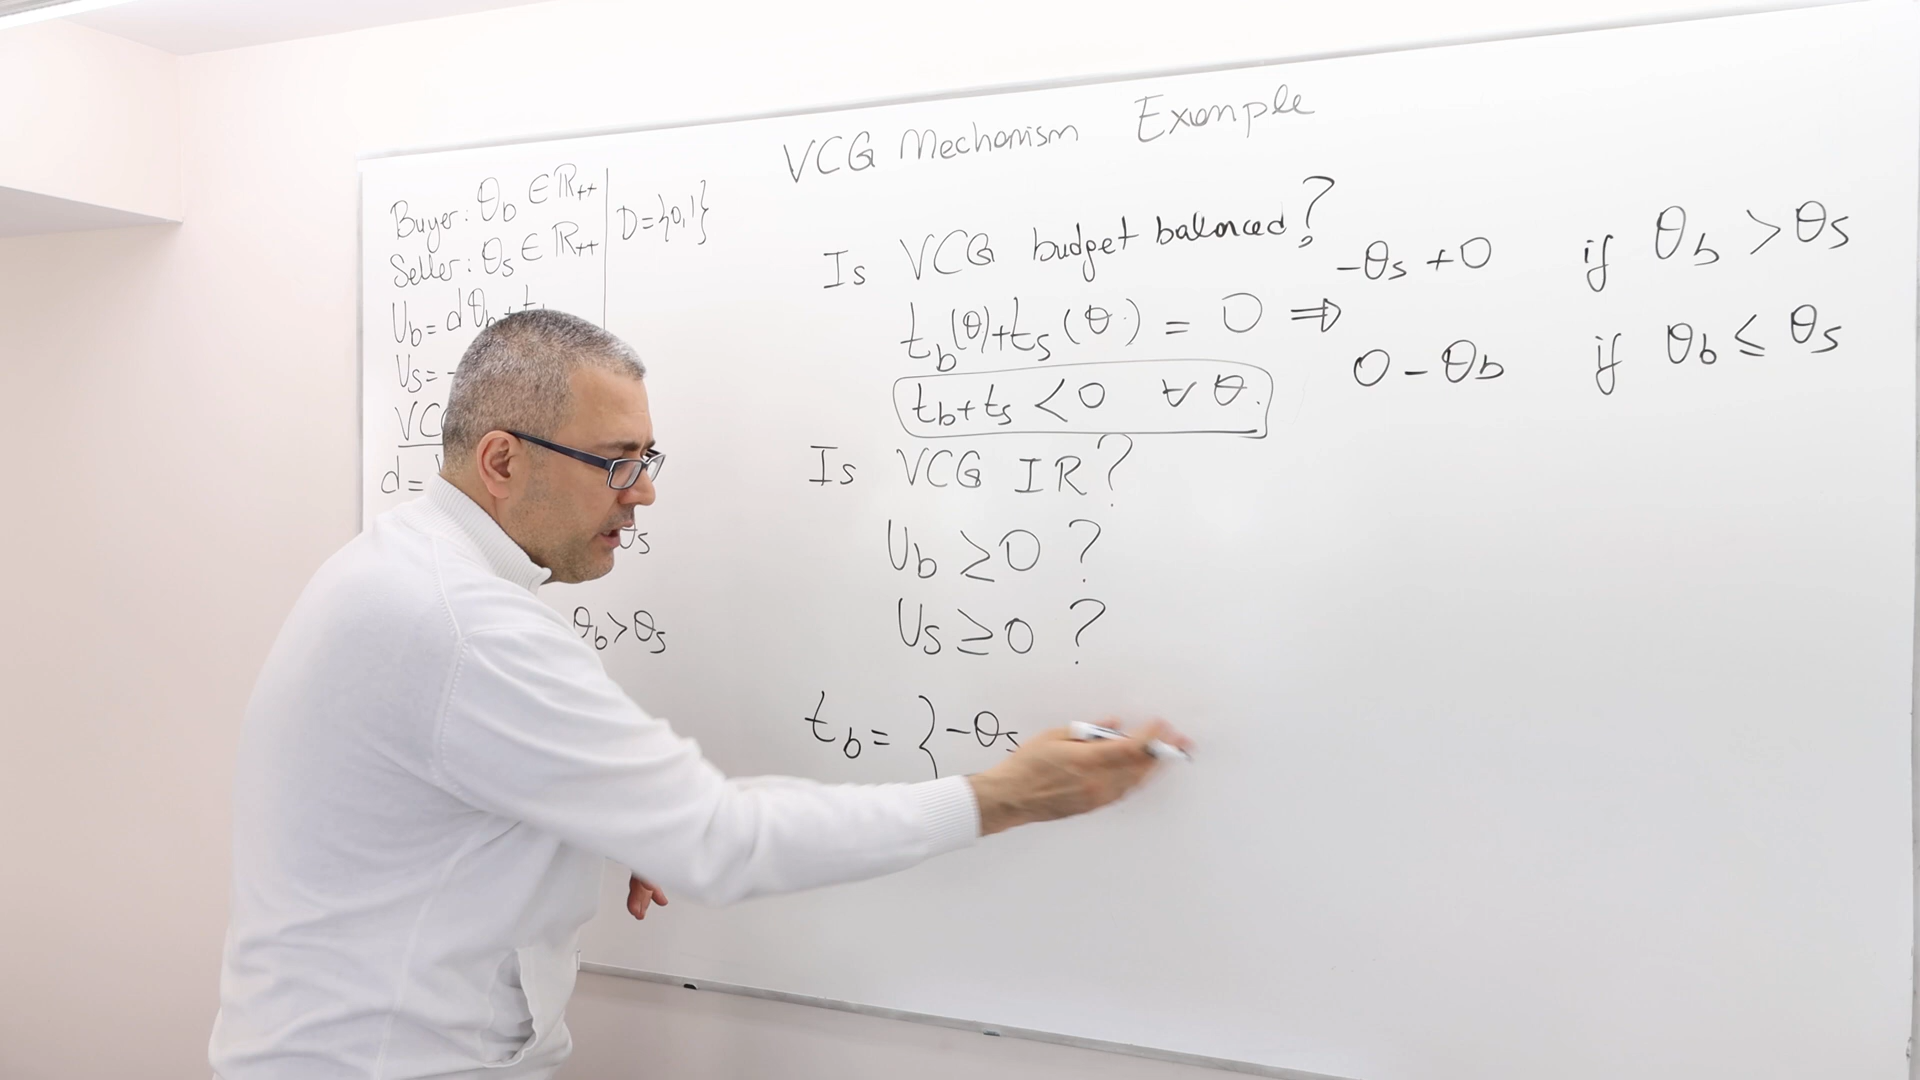 VCG Mechanism Example
Buyer: θb ∈ ℝ++
Seller: θs ∈ ℝ++
D={0,1}
Ub= dθb+t
Us= -
VC
d=
θs
θb>θs
Is VCG budget balanced?
tb(θ)+ts(θ) = 0 ⇒
-θs +0 if θb >θs
0-θb if θb ≤ θs
tb+ts <0 ∀ θ.
Is VCG IR?
Ub ≥0 ?
Us ≥0 ?
tb= { -θs